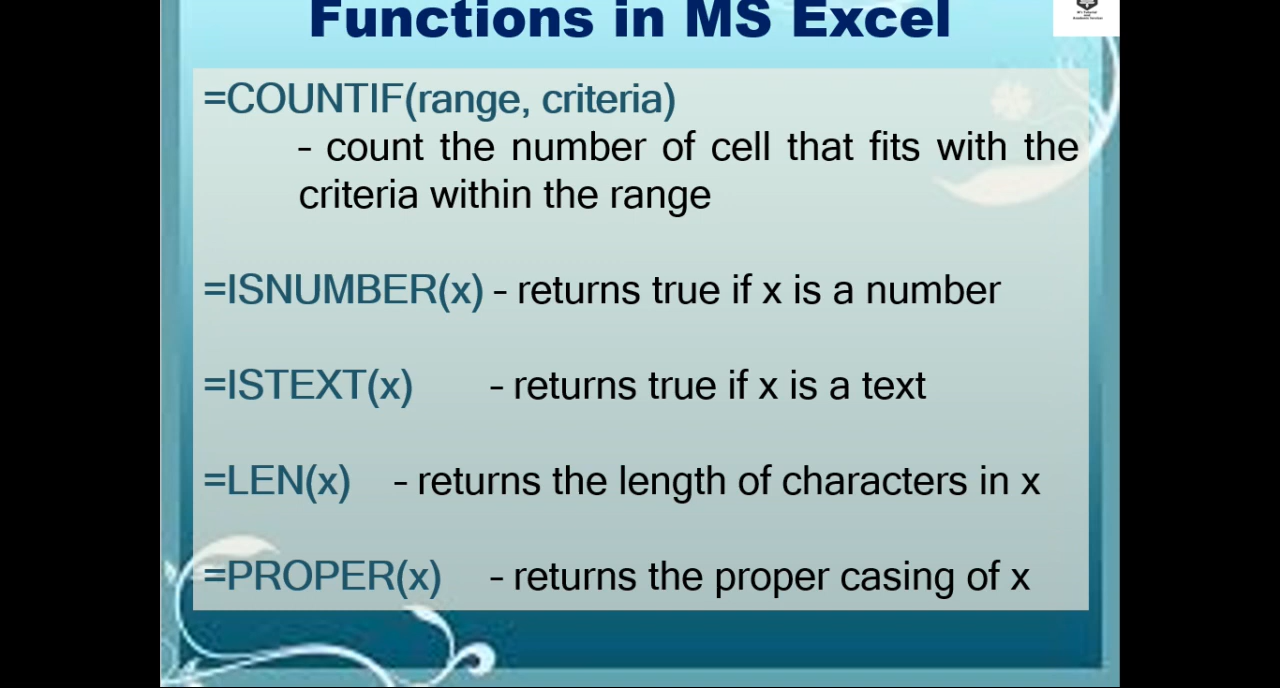 Functions in MS Excel
=COUNTIF(range, criteria)
– count the number of cell that fits with the
criteria within the range
=ISNUMBER(x) – returns true if x is a number
=ISTEXT(x) – returns true if x is a text
=LEN(x) – returns the length of characters in x
=PROPER(x) – returns the proper casing of x